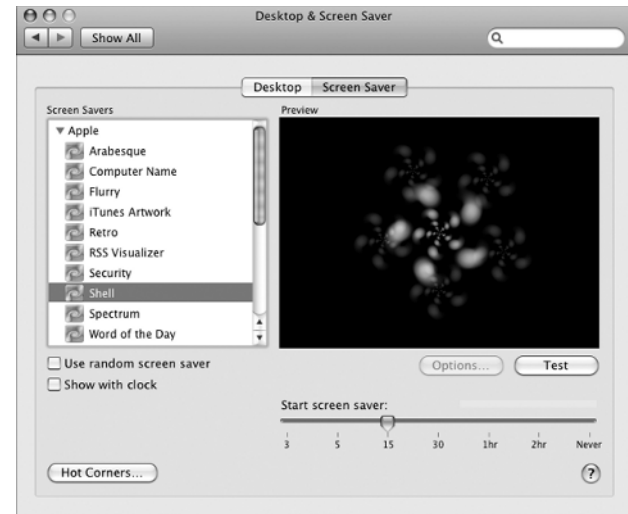 Desktop & Screen Saver
Show All
Desktop Screen Saver
Screen Savers
Apple
Arabesque
Computer Name
Flurry
iTunes Artwork
Retro
RSS Visualizer
Security
Shell
Spectrum
Word of the Day
Use random screen saver
Show with clock
Preview
Options... Test
Start screen saver:
3 5 15 30 1hr 2hr Never
Hot Corners... ?